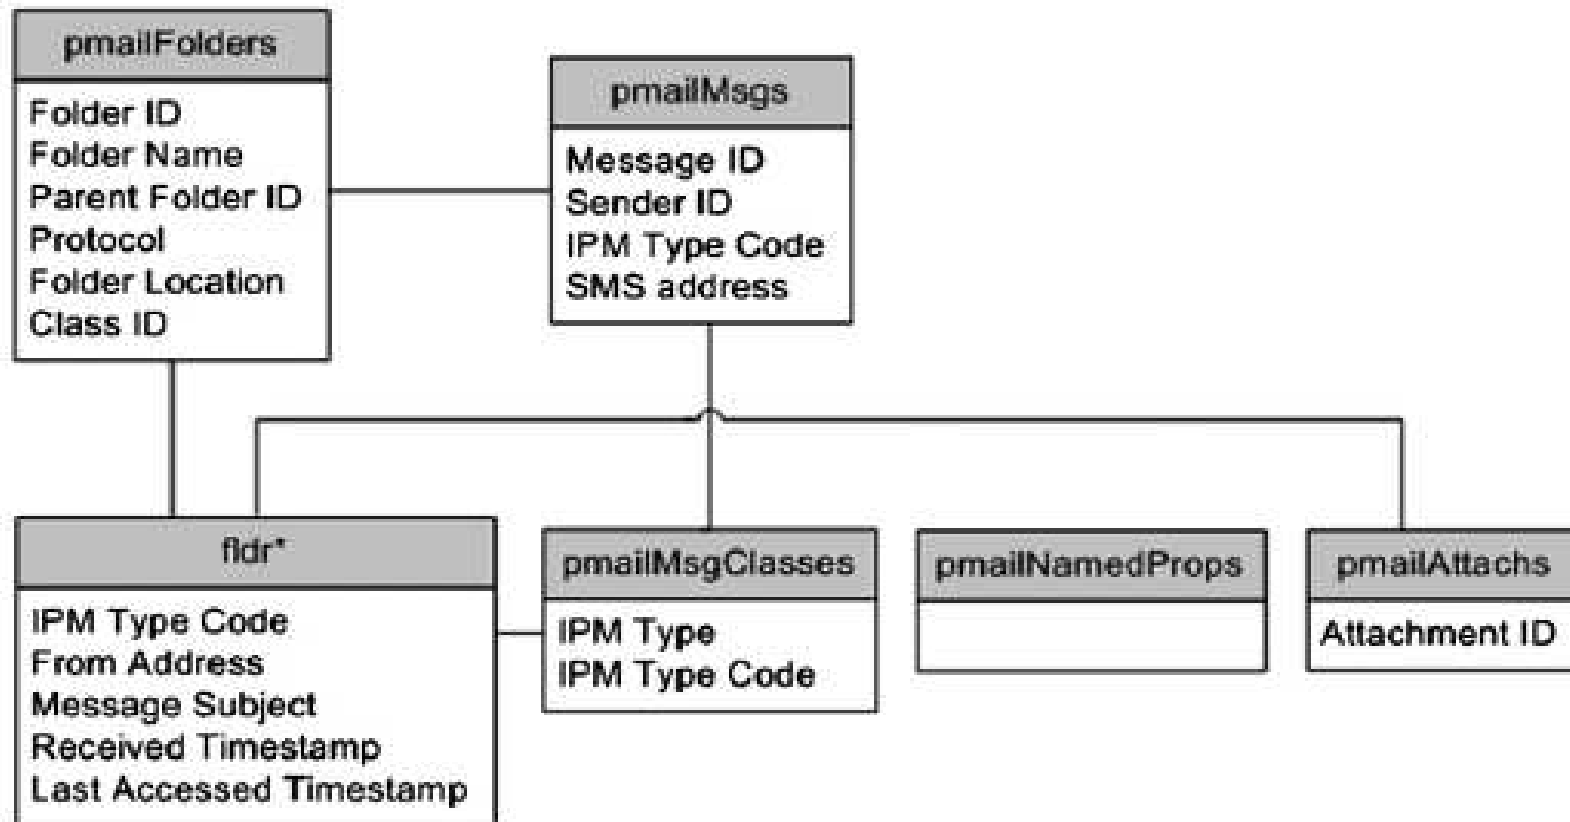 pmailFolders
Folder ID
Folder Name
Parent Folder ID
Protocol
Folder Location
Class ID
pmailMsgs
Message ID
Sender ID
IPM Type Code
SMS address
fldr*
IPM Type Code
From Address
Message Subject
Received Timestamp
Last Accessed Timestamp
pmailMsgClasses
IPM Type
IPM Type Code
pmailNamedProps
pmailAttachs
Attachment ID